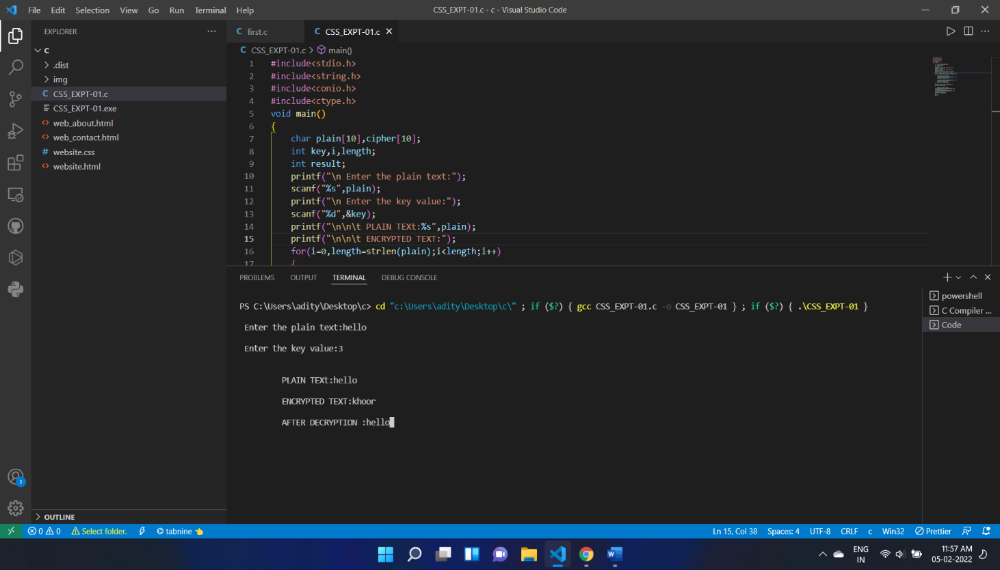 File Edit Selection View Go Run Terminal Help
CSS_EXPT-01.c - c - Visual Studio Code
EXPLORER
C
.dist
img
C CSS_EXPT-01.c
CSS_EXPT-01.exe
<> web_about.html
<> web_contact.html
# website.css
<> website.html
OUTLINE
C first.c
C CSS_EXPT-01.c
C CSS_EXPT-01.c > main()
1 #include<stdio.h>
2 #include<string.h>
3 #include<conio.h>
4 #include<ctype.h>
5 void main()
6 {
7 char plain[10],cipher[10];
8 int key,i,length;
9 int result;
10 printf("\n Enter the plain text:");
11 scanf("%s",plain);
12 printf("\n Enter the key value:");
13 scanf("%d",&key);
14 printf("\n\n\t PLAIN TEXt:%s",plain);
15 printf("\n\n\t ENCRYPTED TEXT:");
16 for(i=0,length=strlen(plain);i<length;i++)
17 {
PROBLEMS OUTPUT TERMINAL DEBUG CONSOLE
PS C:\Users\adity\Desktop\c> cd "c:\Users\adity\Desktop\c\" ; if ($?) { gcc CSS_EXPT-01.c -o CSS_EXPT-01 } ; if ($?) { .\CSS_EXPT-01 }
Enter the plain text:hello
Enter the key value:3
PLAIN TEXt:hello
ENCRYPTED TEXT:khoor
AFTER DECRYPTION :hello
powershell
C Compiler ...
Code
1
0 0 Select folder. tabnine
Ln 15, Col 38 Spaces: 4 UTF-8 CRLF c Win32 Prettier
ENG
IN
11:57 AM
05-02-2022